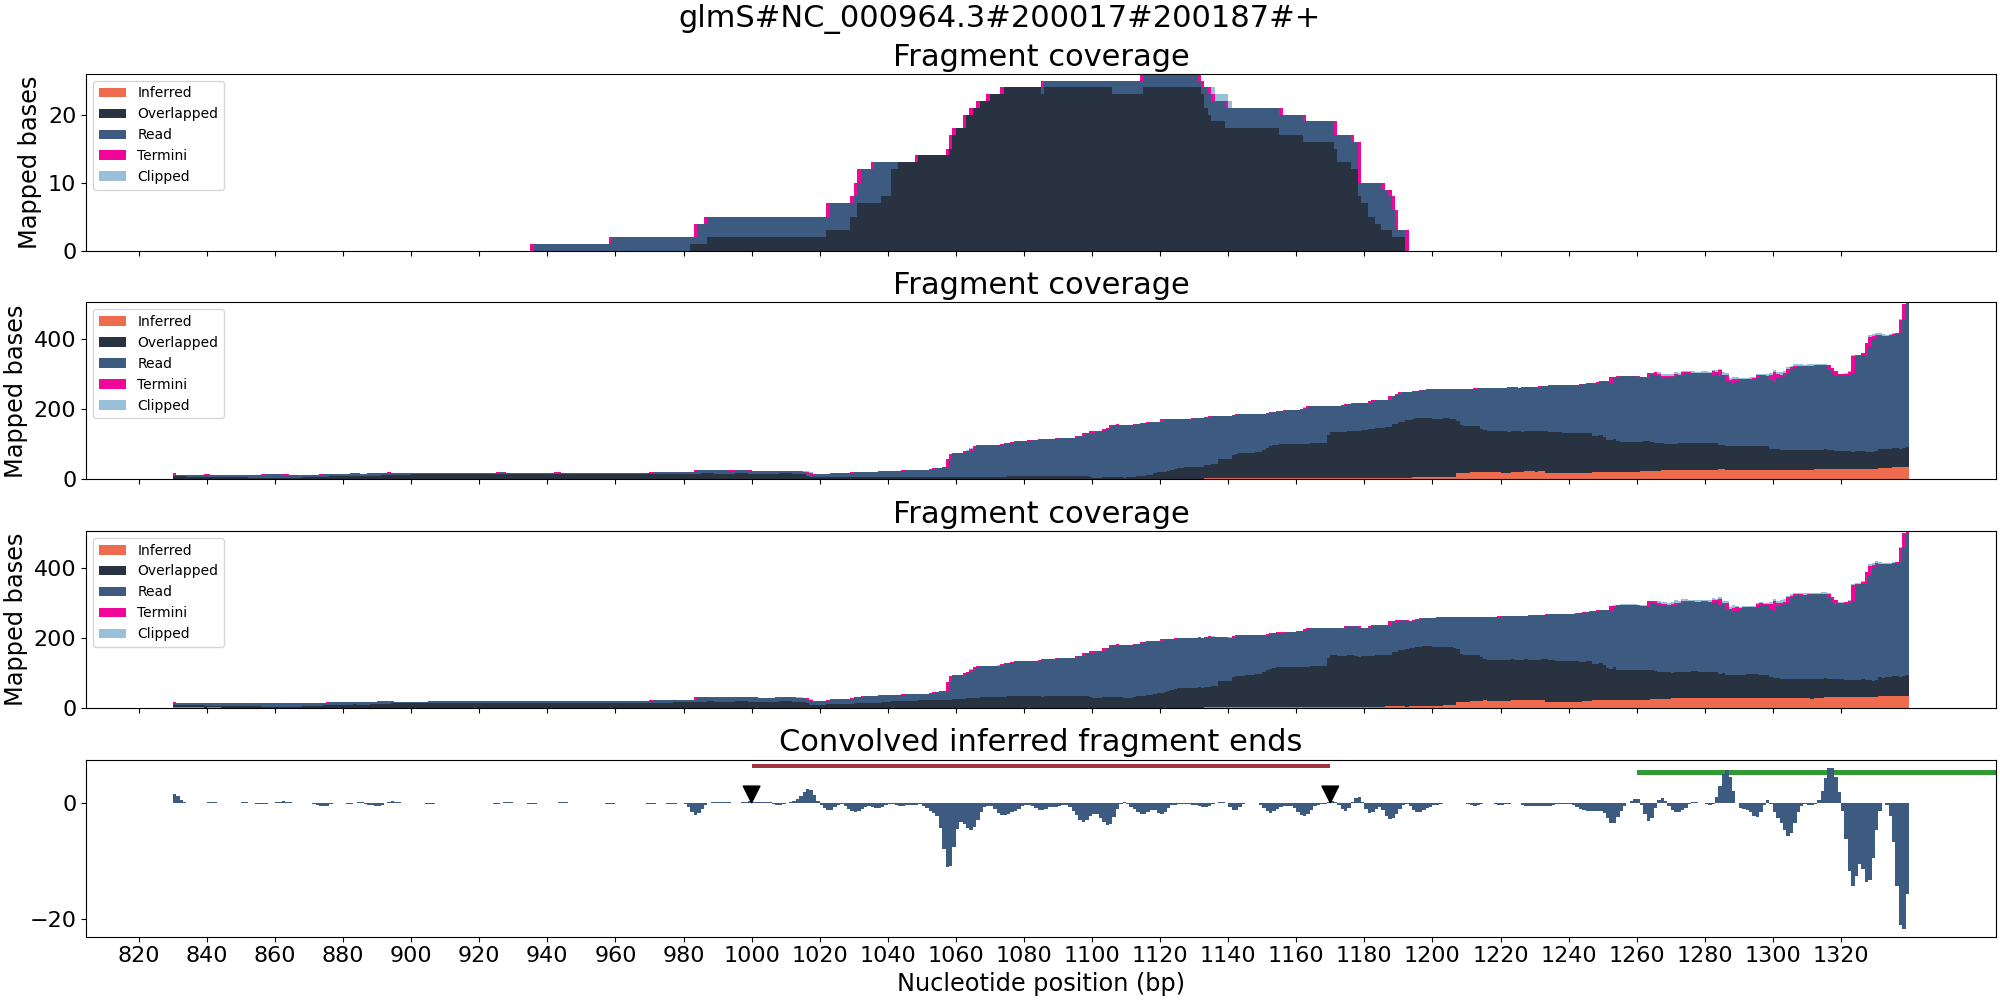 glmS#NC_000964.3#200017#200187#+
Fragment coverage
Mapped bases
20
10
0
Inferred
Overlapped
Read
Termini
Clipped
Fragment coverage
Mapped bases
400
200
0
Inferred
Overlapped
Read
Termini
Clipped
Fragment coverage
Mapped bases
400
200
0
Inferred
Overlapped
Read
Termini
Clipped
Convolved inferred fragment ends
0
−20
820 840 860 880 900 920 940 960 980 1000 1020 1040 1060 1080 1100 1120 1140 1160 1180 1200 1220 1240 1260 1280 1300 1320
Nucleotide position (bp)